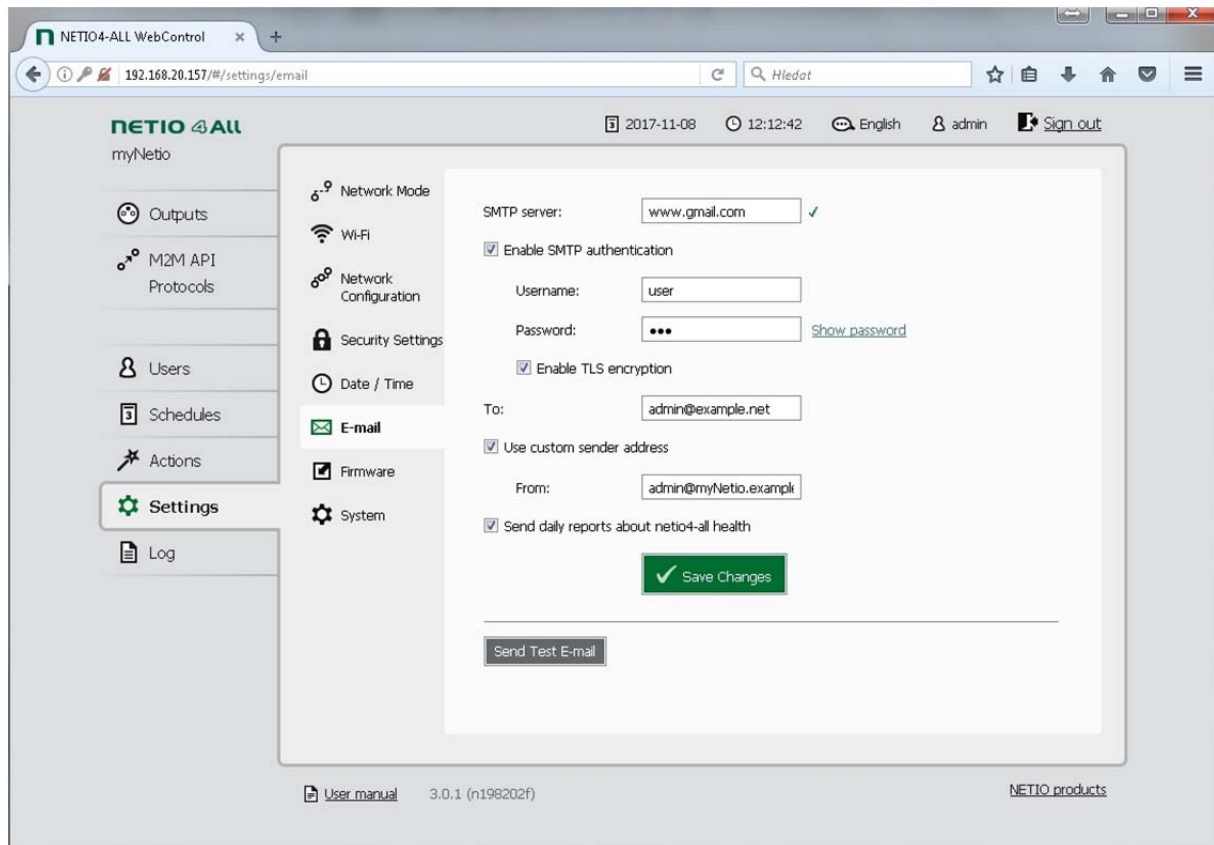 NETIO4-ALL WebControl
192.168.20.157/#/settings/email
Hledat
NETIO 4All
myNetio
2017-11-08 12:12:42 English admin Sign out
Outputs
M2M API
Protocols
Users
Schedules
Actions
Settings
Log
Network Mode
Wi-Fi
Network
Configuration
Security Settings
Date / Time
E-mail
Firmware
System
SMTP server: www.gmail.com
Enable SMTP authentication
Username: user
Password: ••• Show password
Enable TLS encryption
To: admin@example.net
Use custom sender address
From: admin@myNetio.example
Send daily reports about netio4-all health
Save Changes
Send Test E-mail
User manual 3.0.1 (n198202f) NETIO products